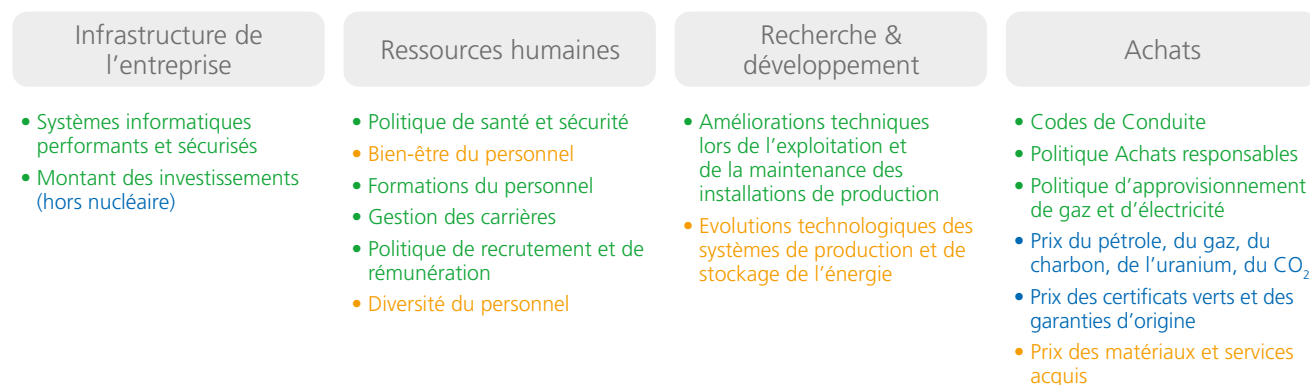 Infrastructure de
l'entreprise
• Systèmes informatiques
performants et sécurisés
• Montant des investissements
(hors nucléaire)
Ressources humaines
• Politique de santé et sécurité
• Bien-être du personnel
• Formations du personnel
• Gestion des carrières
• Politique de recrutement et de
rémunération
• Diversité du personnel
Recherche &
développement
• Améliorations techniques
lors de l'exploitation et
de la maintenance des
installations de production
• Evolutions technologiques des
systèmes de production et de
stockage de l'énergie
Achats
• Codes de Conduite
• Politique Achats responsables
• Politique d'approvisionnement
de gaz et d'électricité
• Prix du pétrole, du gaz, du
charbon, de l'uranium, du CO₂
• Prix des certificats verts et des
garanties d'origine
• Prix des matériaux et services
acquis